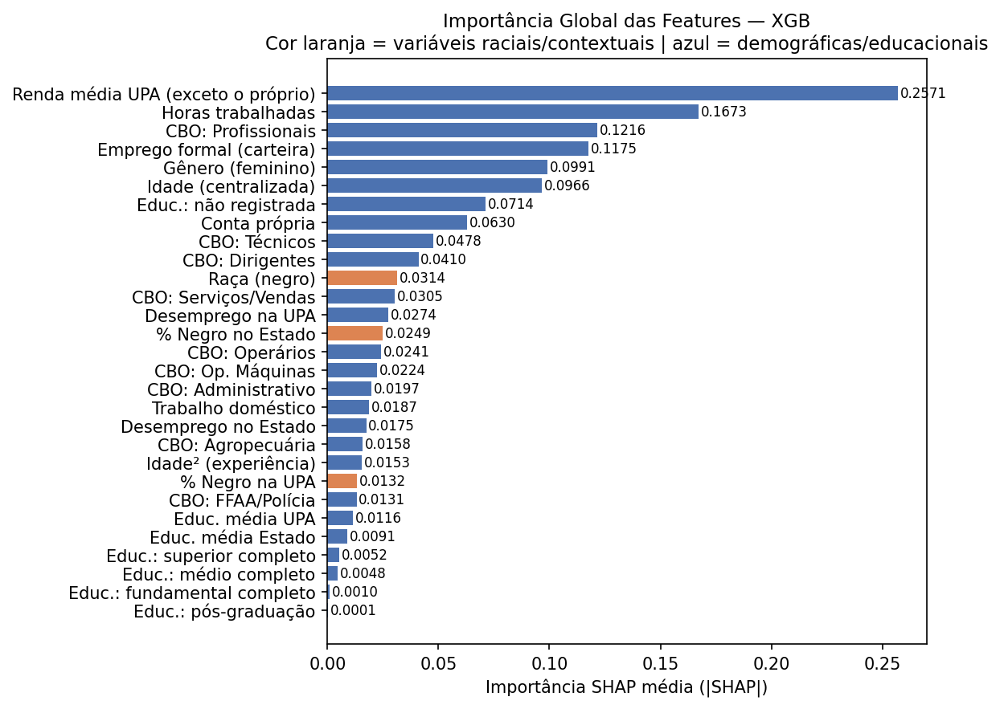 Importância Global das Features — XGB
Cor laranja = variáveis raciais/contextuais | azul = demográficas/educacionais
Renda média UPA (exceto o próprio) 0.2571
Horas trabalhadas 0.1673
CBO: Profissionais 0.1216
Emprego formal (carteira) 0.1175
Gênero (feminino) 0.0991
Idade (centralizada) 0.0966
Educ.: não registrada 0.0714
Conta própria 0.0630
CBO: Técnicos 0.0478
CBO: Dirigentes 0.0410
Raça (negro) 0.0314
CBO: Serviços/Vendas 0.0305
Desemprego na UPA 0.0274
% Negro no Estado 0.0249
CBO: Operários 0.0241
CBO: Op. Máquinas 0.0224
CBO: Administrativo 0.0197
Trabalho doméstico 0.0187
Desemprego no Estado 0.0175
CBO: Agropecuária 0.0158
Idade² (experiência) 0.0153
% Negro na UPA 0.0132
CBO: FFAA/Polícia 0.0131
Educ. média UPA 0.0116
Educ. média Estado 0.0091
Educ.: superior completo 0.0052
Educ.: médio completo 0.0048
Educ.: fundamental completo 0.0010
Educ.: pós-graduação 0.0001
0.00 0.05 0.10 0.15 0.20 0.25
Importância SHAP média (|SHAP|)